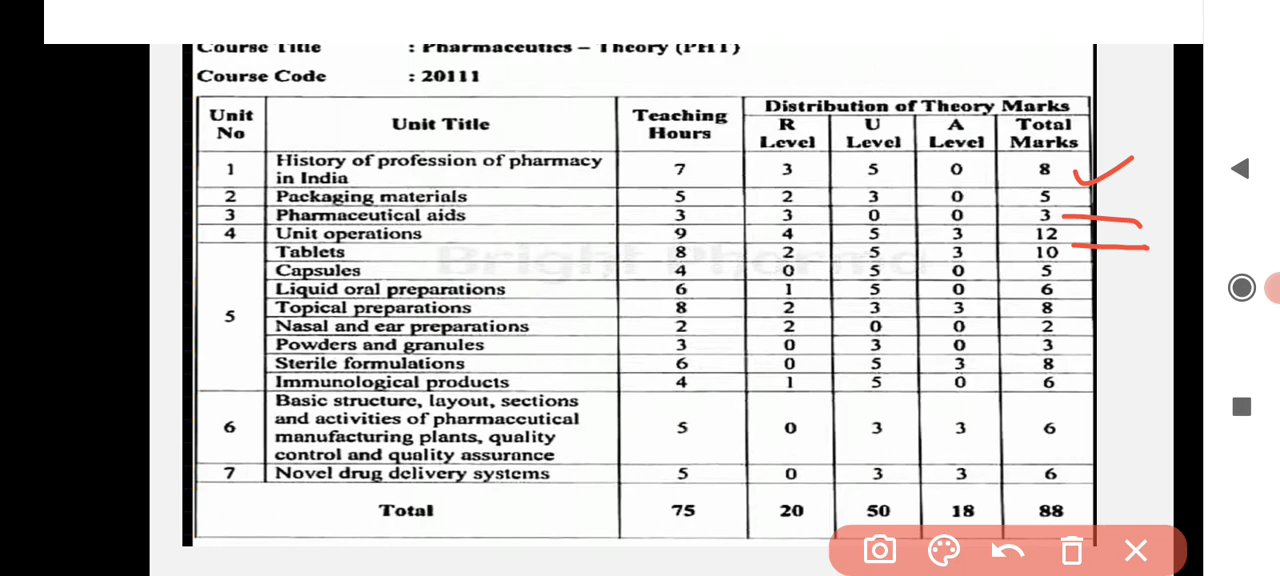 Course Title : Pharmaceutics – Theory (PHT)
Course Code : 20111
Unit No Unit Title Teaching Hours Distribution of Theory Marks
R Level U Level A Level Total Marks
1 History of profession of pharmacy in India 7 3 5 0 8
2 Packaging materials 5 2 3 0 5
3 Pharmaceutical aids 3 3 0 0 3
4 Unit operations 9 4 5 3 12
5 Tablets 8 2 5 3 10
Capsules 4 0 5 0 5
Liquid oral preparations 6 1 5 0 6
Topical preparations 8 2 3 3 8
Nasal and ear preparations 2 2 0 0 2
Powders and granules 3 0 3 0 3
Sterile formulations 6 0 5 3 8
Immunological products 4 1 5 0 6
6 Basic structure, layout, sections and activities of pharmaceutical manufacturing plants, quality control and quality assurance 5 0 3 3 6
7 Novel drug delivery systems 5 0 3 3 6
Total 75 20 50 18 88
Bright Pharma